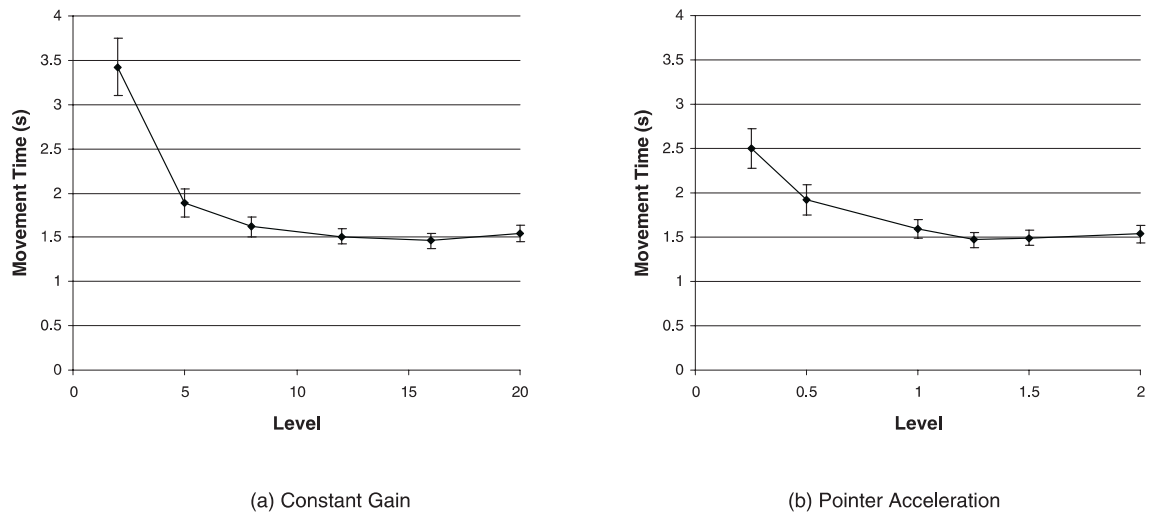 4
3.5
3
2.5
2
1.5
1
0.5
0
Movement Time (s)
0 5 10 15 20
Level
(a) Constant Gain
4
3.5
3
2.5
2
1.5
1
0.5
0
Movement Time (s)
0 0.5 1 1.5 2
Level
(b) Pointer Acceleration